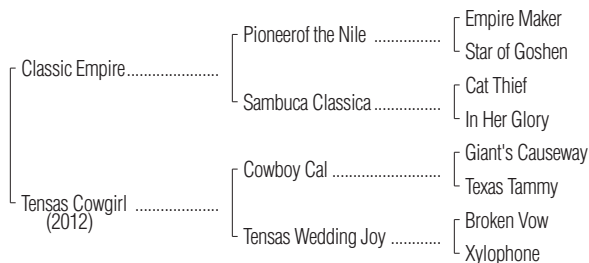 Pioneerof the Nile ................
Empire Maker
Star of Goshen
Classic Empire......................
Sambuca Classica................
Cat Thief
In Her Glory
Cowboy Cal ..........................
Giant's Causeway
Texas Tammy
Tensas Cowgirl ....................
(2012)
Tensas Wedding Joy ............
Broken Vow
Xylophone